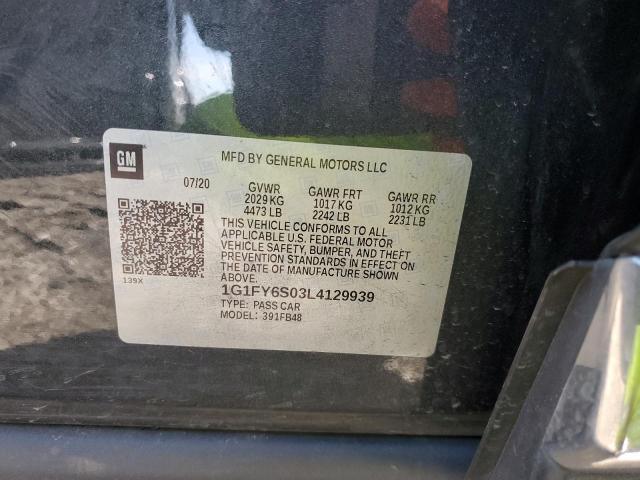 GM
MFD BY GENERAL MOTORS LLC
07/20
GVWR GAWR FRT GAWR RR
2029 KG 1017 KG 1012 KG
4473 LB 2242 LB 2231 LB
THIS VEHICLE CONFORMS TO ALL
APPLICABLE U.S. FEDERAL MOTOR
VEHICLE SAFETY, BUMPER, AND THEFT
PREVENTION STANDARDS IN EFFECT ON
THE DATE OF MANUFACTURE SHOWN
ABOVE.
139X
1G1FY6S03L4129939
TYPE: PASS CAR
MODEL: 391FB48